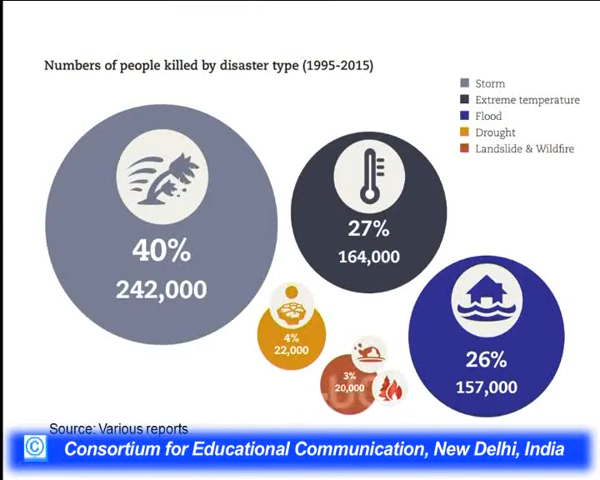 Numbers of people killed by disaster type (1995-2015)
Storm
Extreme temperature
Flood
Drought
Landslide & Wildfire
40%
242,000
27%
164,000
4%
22,000
3%
20,000
26%
157,000
Source: Various reports
© Consortium for Educational Communication, New Delhi, India